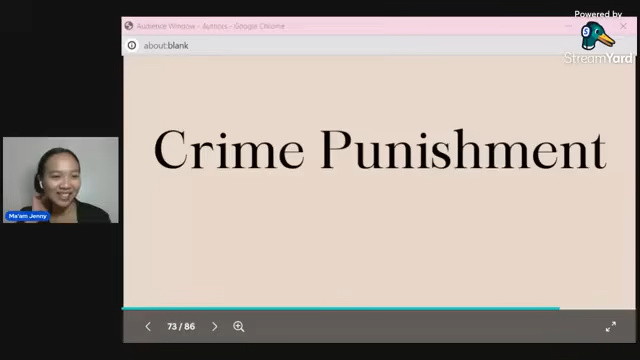 Powered by
Audience Window - Authors - Google Chrome
StreamYard
about:blank
Crime Punishment
Ma'am Jenny
73 / 86